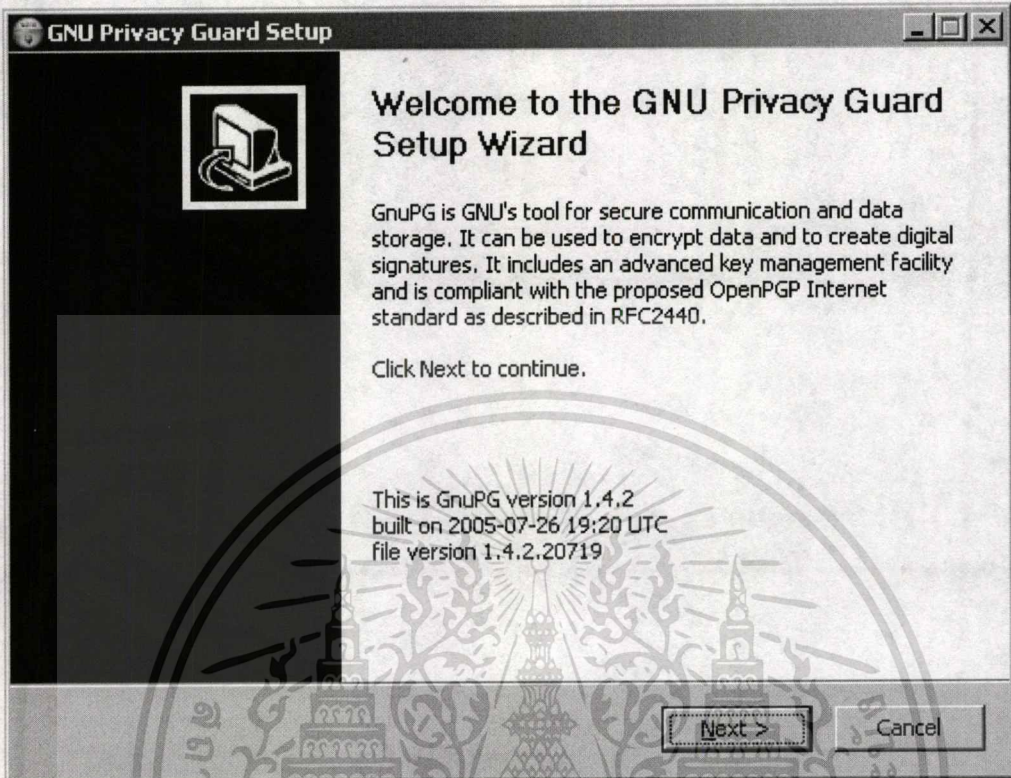 GNU Privacy Guard Setup
Welcome to the GNU Privacy Guard
Setup Wizard
GnuPG is GNU's tool for secure communication and data
storage. It can be used to encrypt data and to create digital
signatures. It includes an advanced key management facility
and is compliant with the proposed OpenPGP Internet
standard as described in RFC2440.
Click Next to continue.
This is GnuPG version 1.4.2
built on 2005-07-26 19:20 UTC
file version 1.4.2.20719
Next >
Cancel